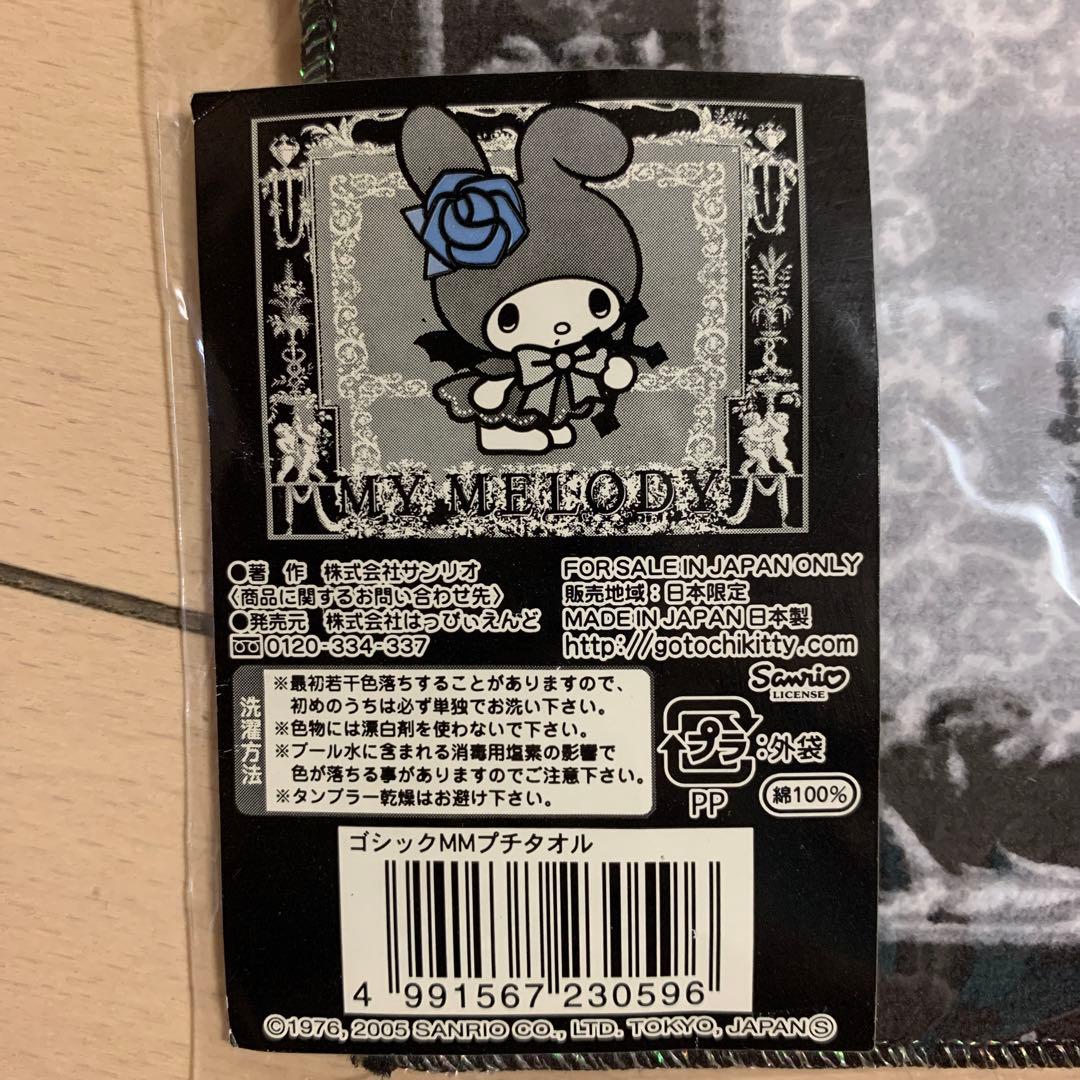 MY MELODY
●著 作 株式会社サンリオ
〈商品に関するお問い合わせ先〉
●発売元 株式会社はっぴぃえんど
0120-334-337
FOR SALE IN JAPAN ONLY
販売地域：日本限定
MADE IN JAPAN 日本製
http://gotochikitty.com
Sanrio
LICENSE
洗濯方法
※最初若干色落ちすることがありますので、
初めのうちは必ず単独でお洗い下さい。
※色物には漂白剤を使わないで下さい。
※プール水に含まれる消毒用塩素の影響で
色が落ちる事がありますのでご注意下さい。
※タンブラー乾燥はお避け下さい。
プラ：外袋
PP
綿100%
ゴシックMMプチタオル
4 991567 230596
©1976, 2005 SANRIO CO., LTD. TOKYO, JAPAN Ⓢ